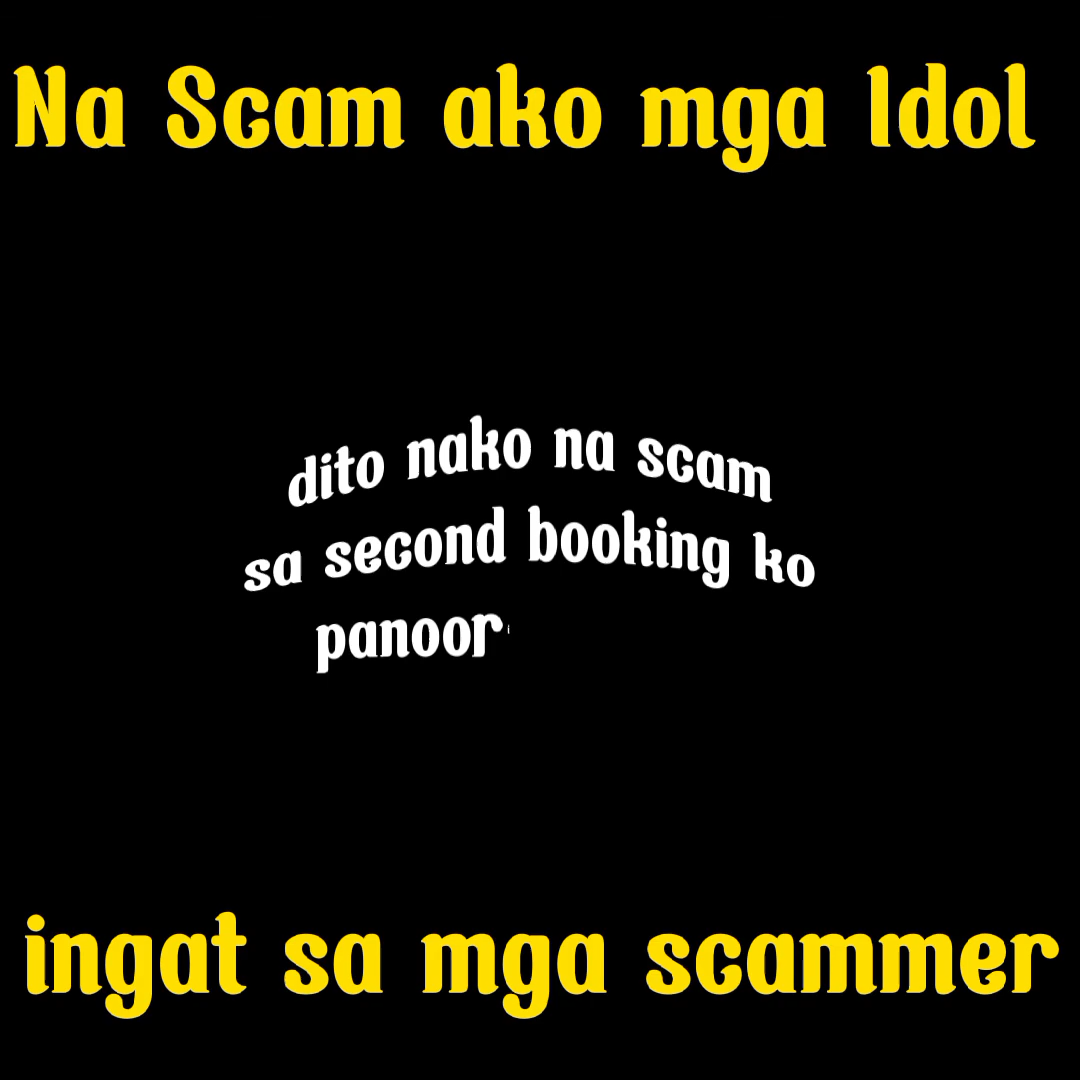 Na Scam ako mga Idol
dito nako na scam
sa second booking ko
panoor
ingat sa mga scammer